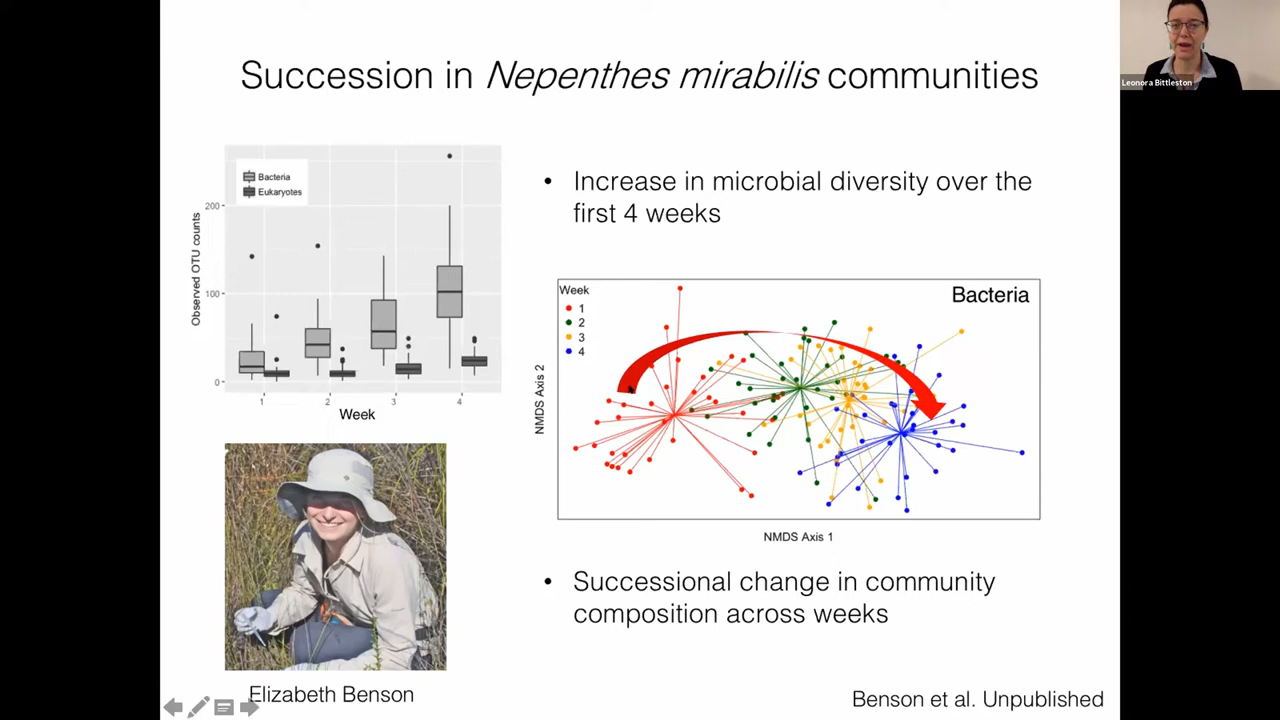 Succession in Nepenthes mirabilis communities
Leonora Bittleston
Bacteria
Eukaryotes
Observed OTU counts
200
100
0
1
2
3
4
Week
• Increase in microbial diversity over the
first 4 weeks
Week
1
2
3
4
Bacteria
NMDS Axis 2
NMDS Axis 1
• Successional change in community
composition across weeks
Elizabeth Benson
Benson et al. Unpublished